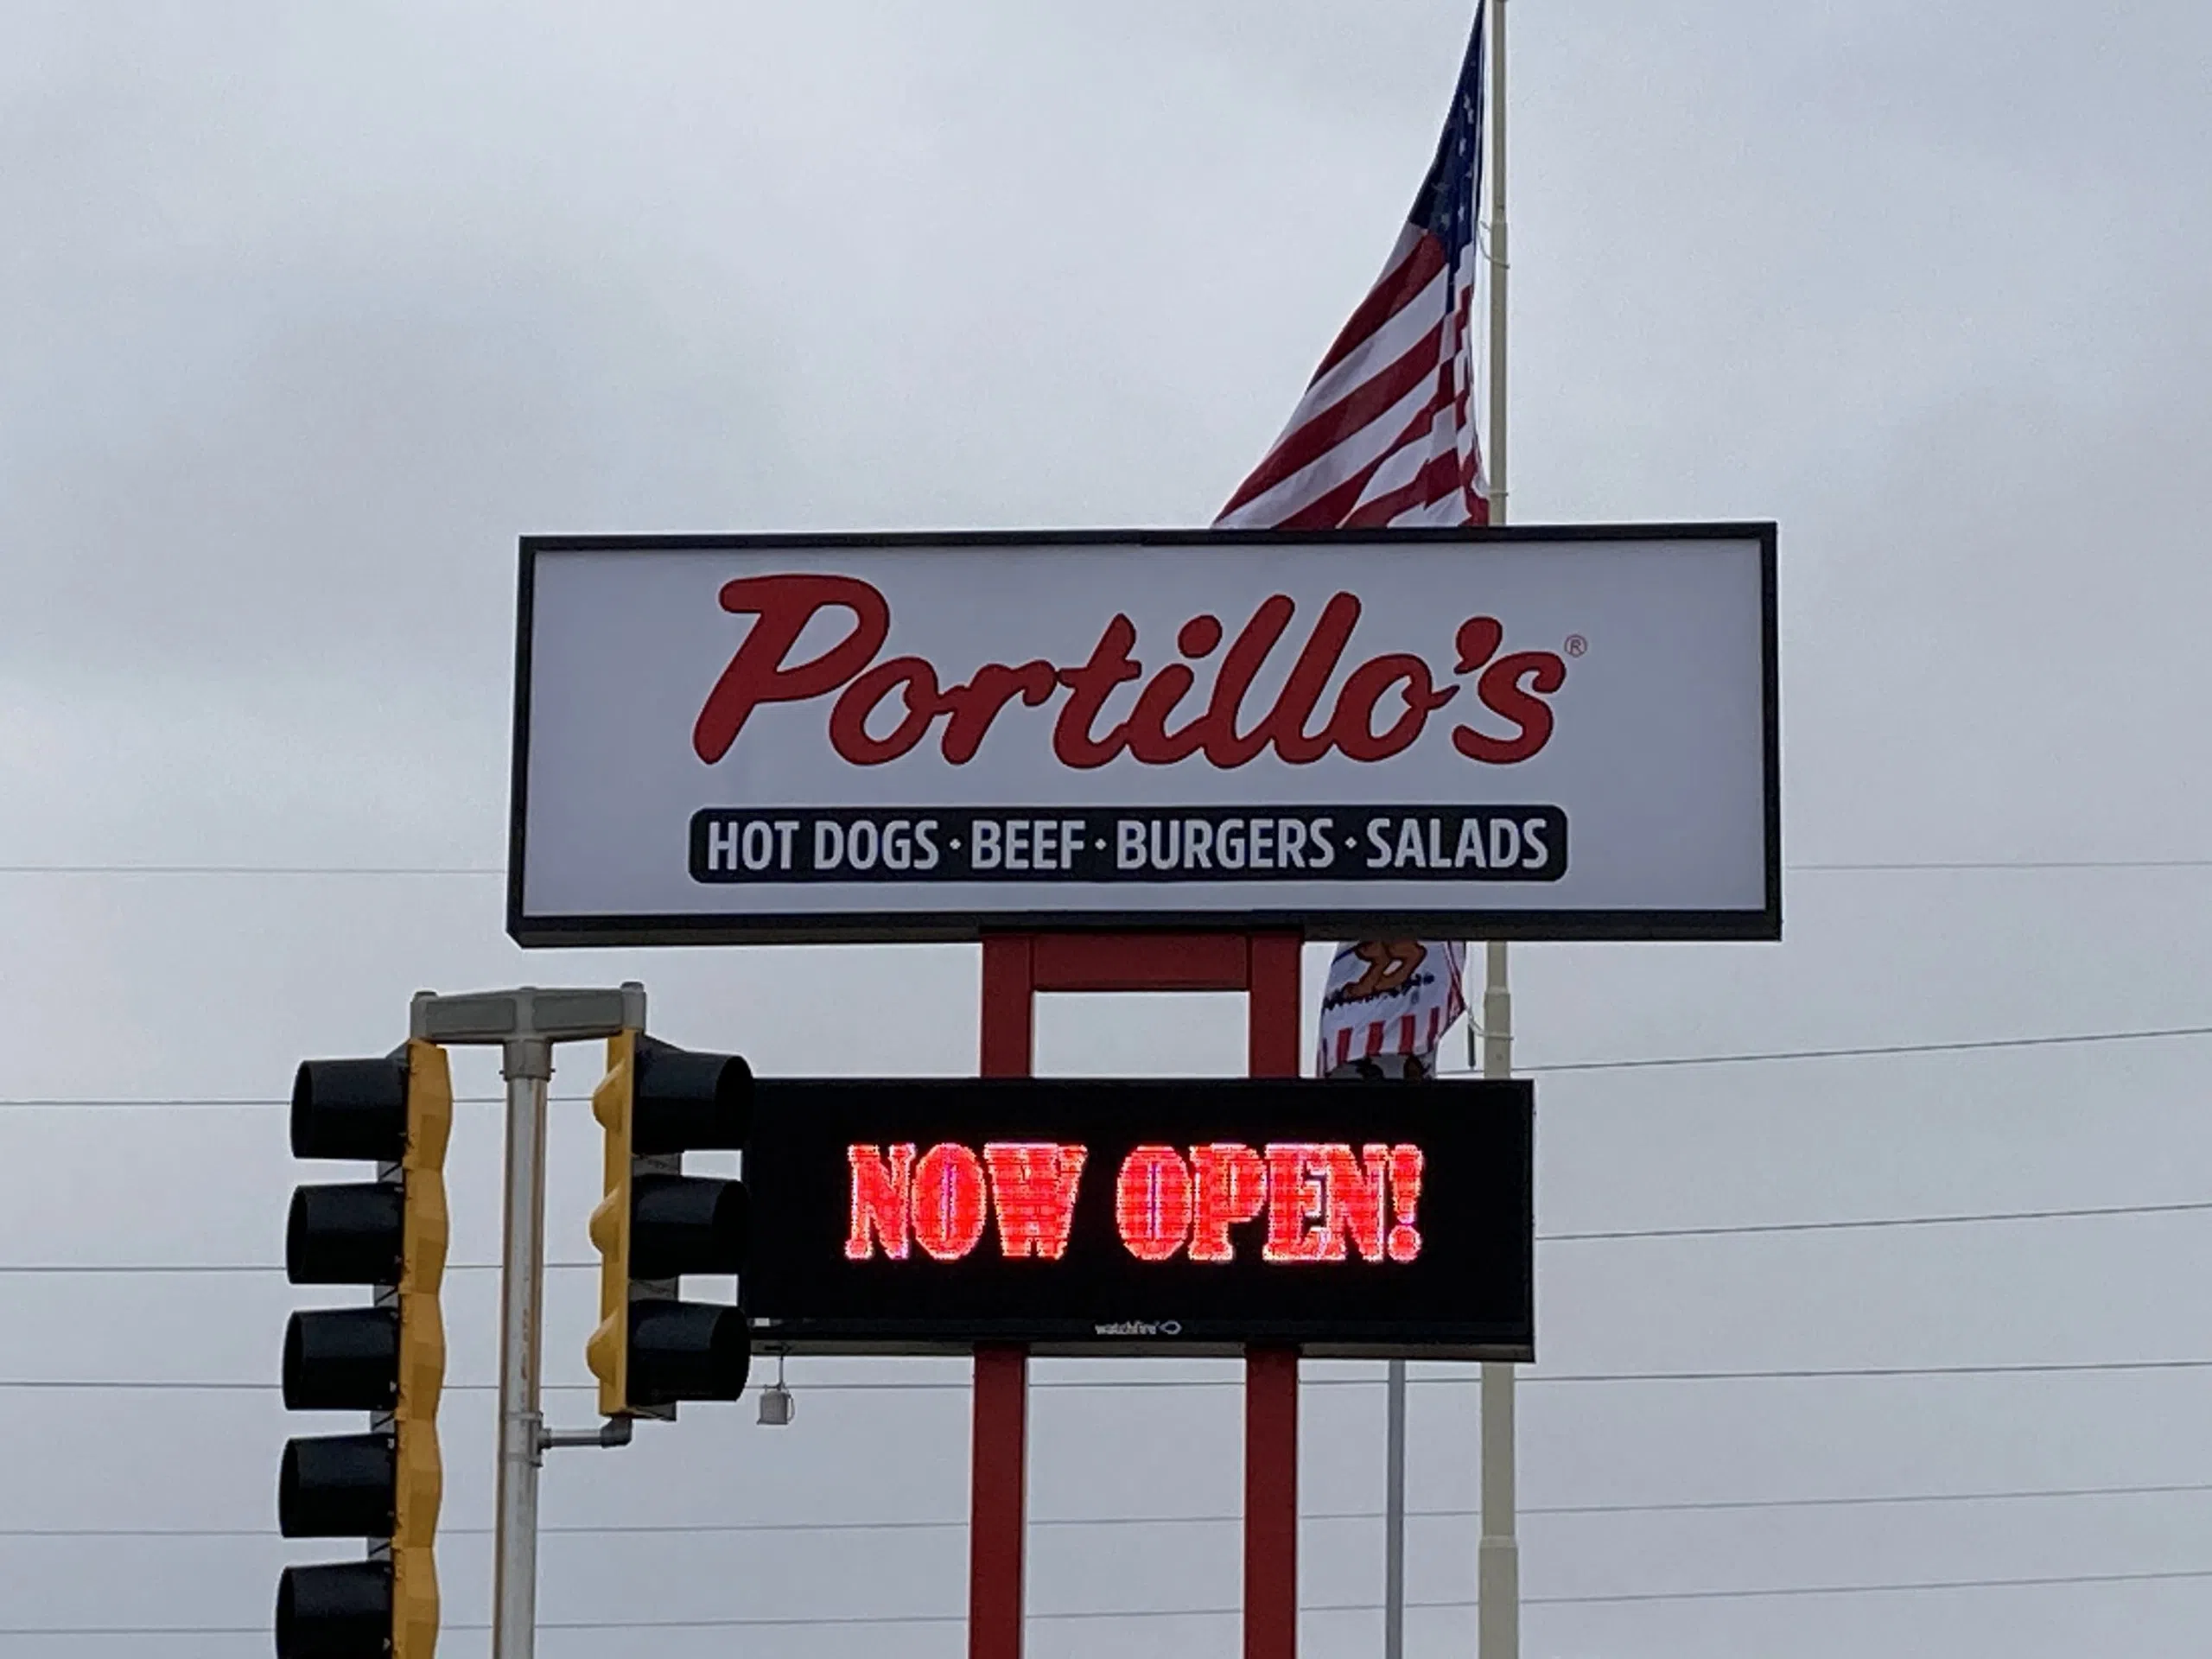 Portillo's®
HOT DOGS · BEEF · BURGERS · SALADS
NOW OPEN!
watchfire